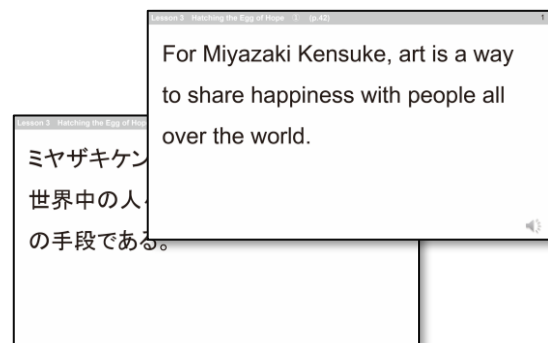 Lesson 3 Hatching the Egg of Hope ① (p.42)
1
For Miyazaki Kensuke, art is a way
to share happiness with people all
over the world.
Lesson 3 Hatching the Egg of Hope
ミヤザキケン
世界中の人
の手段である。